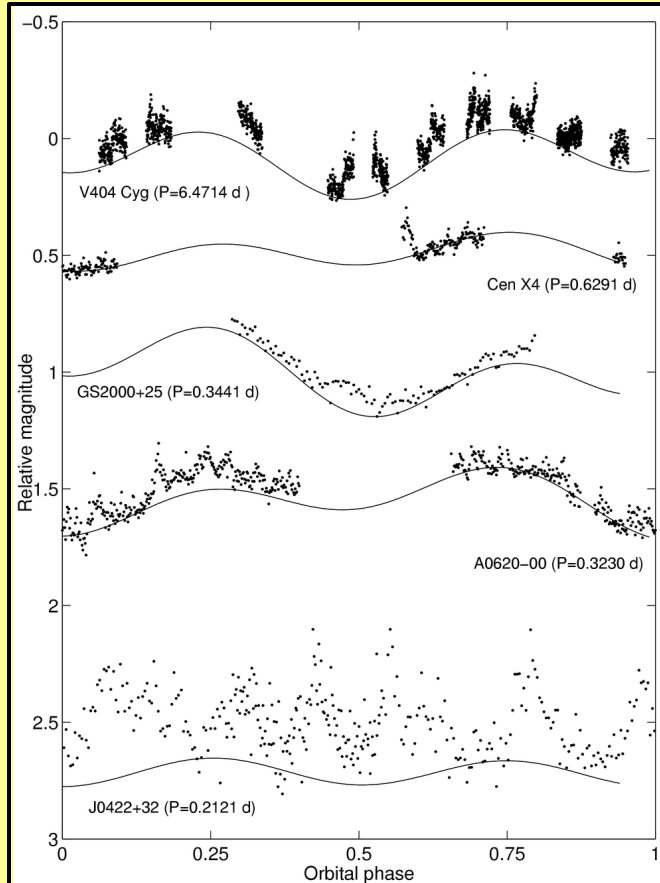 −0.5
0
V404 Cyg (P=6.4714 d )
0.5
Cen X4 (P=0.6291 d)
1
GS2000+25 (P=0.3441 d)
Relative magnitude
1.5
A0620−00 (P=0.3230 d)
2
2.5
J0422+32 (P=0.2121 d)
3
0 0.25 0.5 0.75 1
Orbital phase